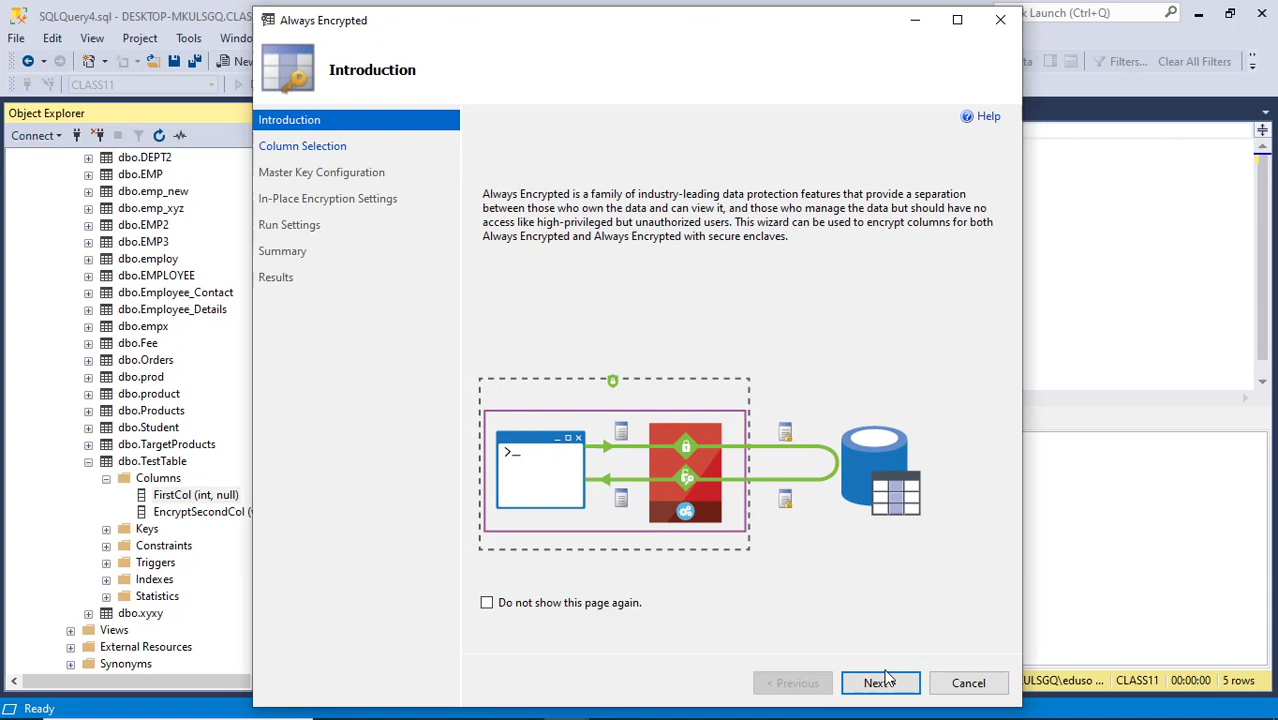 SQLQuery4.sql - DESKTOP-MKULSGQ.CLASS
Always Encrypted
Launch (Ctrl+Q)
File Edit View Project Tools Window
New
CLASS11
Filters... Clear All Filters
Introduction
Object Explorer
Connect
dbo.DEPT2
dbo.EMP
dbo.emp_new
dbo.emp_xyz
dbo.EMP2
dbo.EMP3
dbo.employ
dbo.EMPLOYEE
dbo.Employee_Contact
dbo.Employee_Details
dbo.empx
dbo.Fee
dbo.Orders
dbo.prod
dbo.product
dbo.Products
dbo.Student
dbo.TargetProducts
dbo.TestTable
Columns
FirstCol (int, null)
EncryptSecondCol (
Keys
Constraints
Triggers
Indexes
Statistics
dbo.xyxy
Views
External Resources
Synonyms
Introduction
Column Selection
Master Key Configuration
In-Place Encryption Settings
Run Settings
Summary
Results
Help
Always Encrypted is a family of industry-leading data protection features that provide a separation
between those who own the data and can view it, and those who manage the data but should have no
access like high-privileged but unauthorized users. This wizard can be used to encrypt columns for both
Always Encrypted and Always Encrypted with secure enclaves.
>_
Do not show this page again.
< Previous Next Cancel
ULSGQ\eduso ... CLASS11 00:00:00 5 rows
Ready